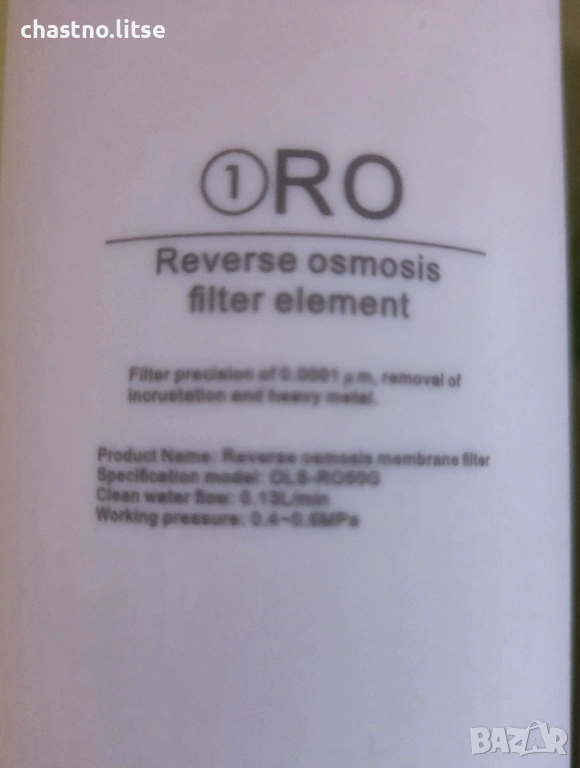 chastno.litse
①RO
Reverse osmosis
filter element
Filter precision of 0.0001 μm, removal of
incrustation and heavy metal.
Product Name: Reverse osmosis membrane filter
Specification model: OLS-RO50G
Clean water flow: 0.13L/min
Working pressure: 0.4~0.6MPa
BAZAR